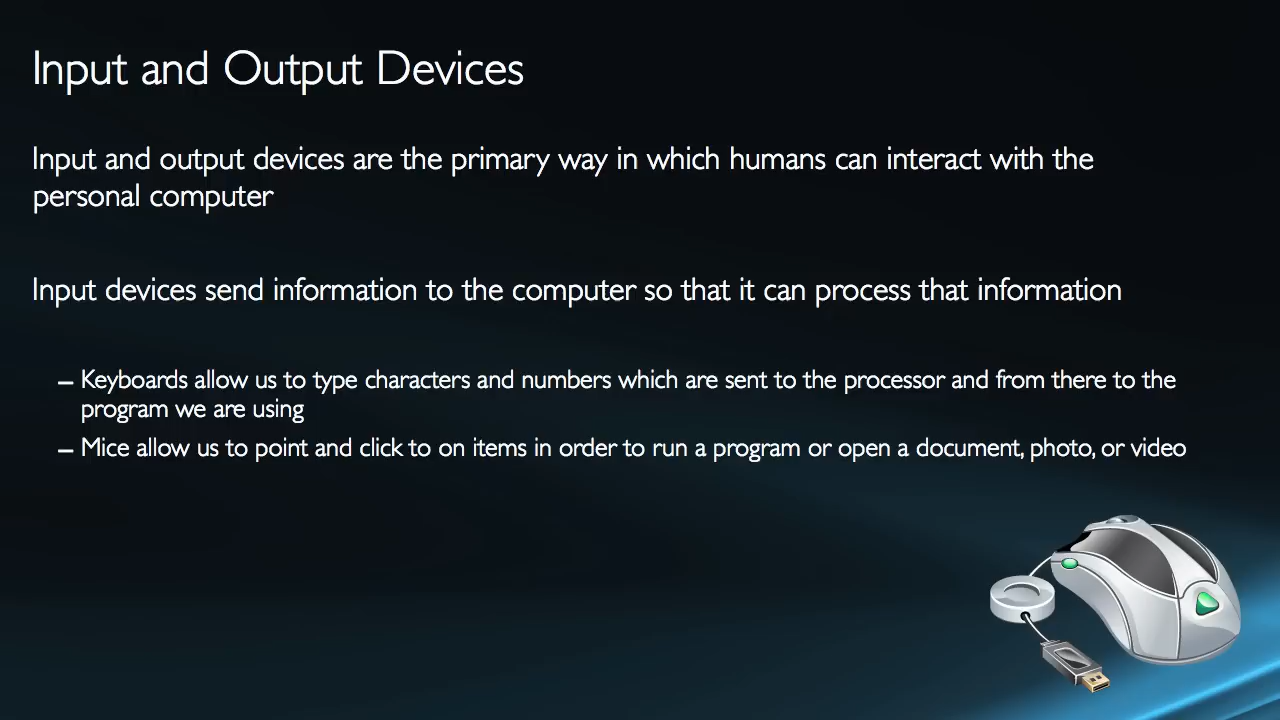 Input and Output Devices
Input and output devices are the primary way in which humans can interact with the
personal computer
Input devices send information to the computer so that it can process that information
– Keyboards allow us to type characters and numbers which are sent to the processor and from there to the
program we are using
– Mice allow us to point and click to on items in order to run a program or open a document, photo, or video